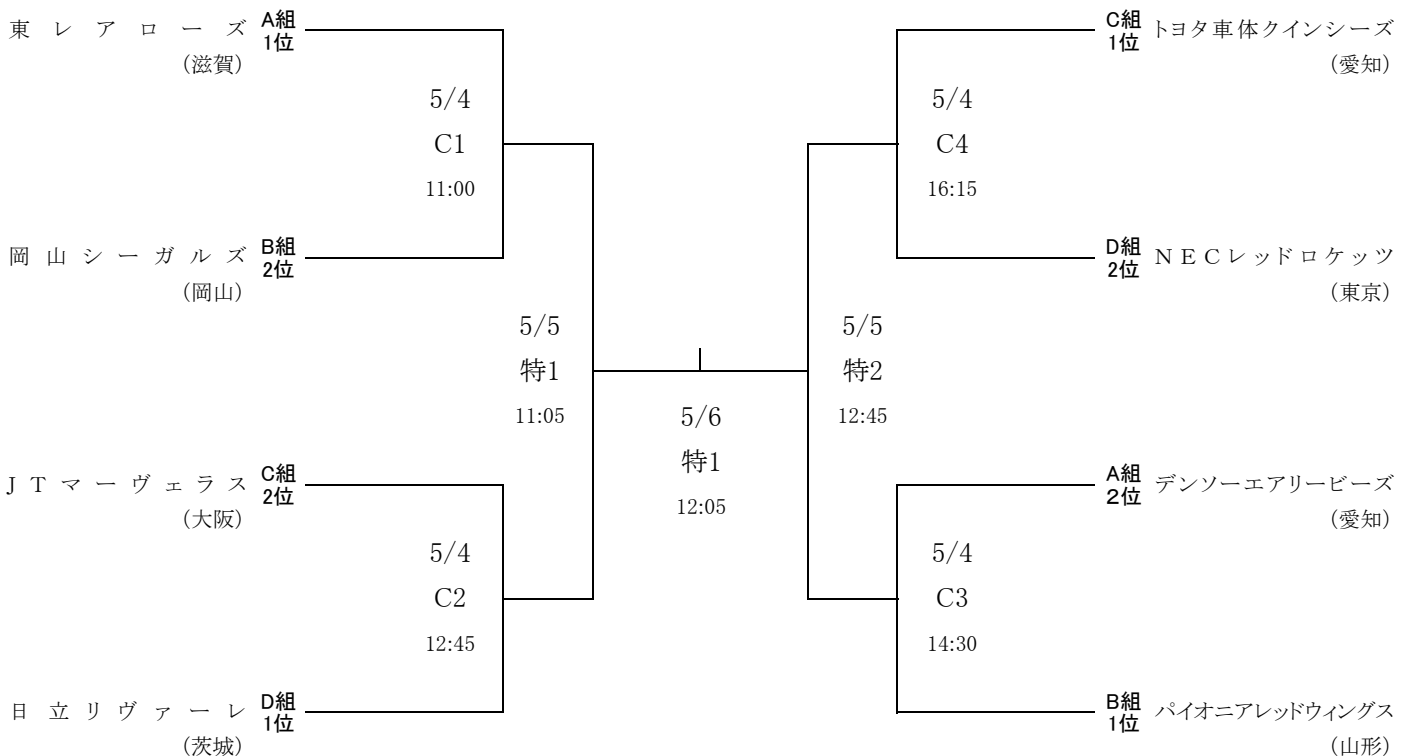 東レアローズ A組 1位
(滋賀)
5/4
C1
11:00
岡山シーガルズ B組 2位
(岡山)
5/5
特1
11:05
JTマーヴェラス C組 2位
(大阪)
5/4
C2
12:45
日立リヴァーレ D組 1位
(茨城)
5/6
特1
12:05
C組 1位 トヨタ車体クインシーズ
(愛知)
5/4
C4
16:15
D組 2位 NECレッドロケッツ
(東京)
5/5
特2
12:45
A組 2位 デンソーエアリービーズ
(愛知)
5/4
C3
14:30
B組 1位 パイオニアレッドウィングス
(山形)